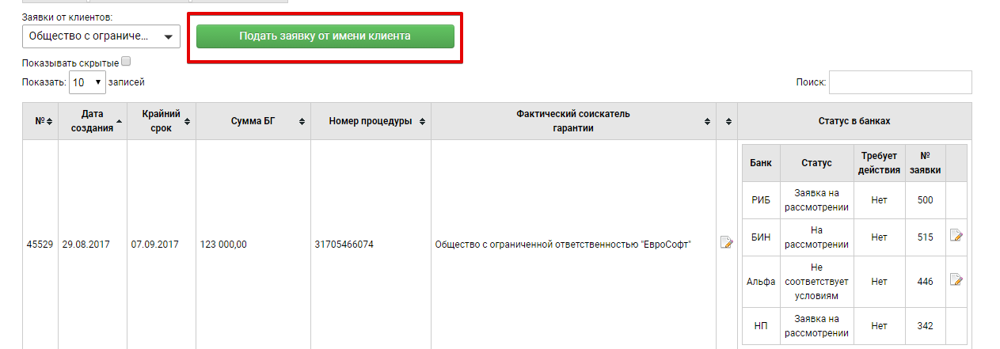 Заявки от клиентов:
Общество с ограниче...
Подать заявку от имени клиента
Показывать скрытые
Показать: 10 записей
Поиск:
№
Дата
создания
Крайний
срок
Сумма БГ
Номер процедуры
Фактический соискатель
гарантии
Статус в банках
45529
29.08.2017
07.09.2017
123 000,00
31705466074
Общество с ограниченной ответственностью "ЕвроСофт"
Банк
Статус
Требует
действия
№
заявки
РИБ
Заявка на
рассмотрении
Нет
500
БИН
На
рассмотрении
Нет
515
Альфа
Не
соответствует
условиям
Нет
446
НП
Заявка на
рассмотрении
Нет
342